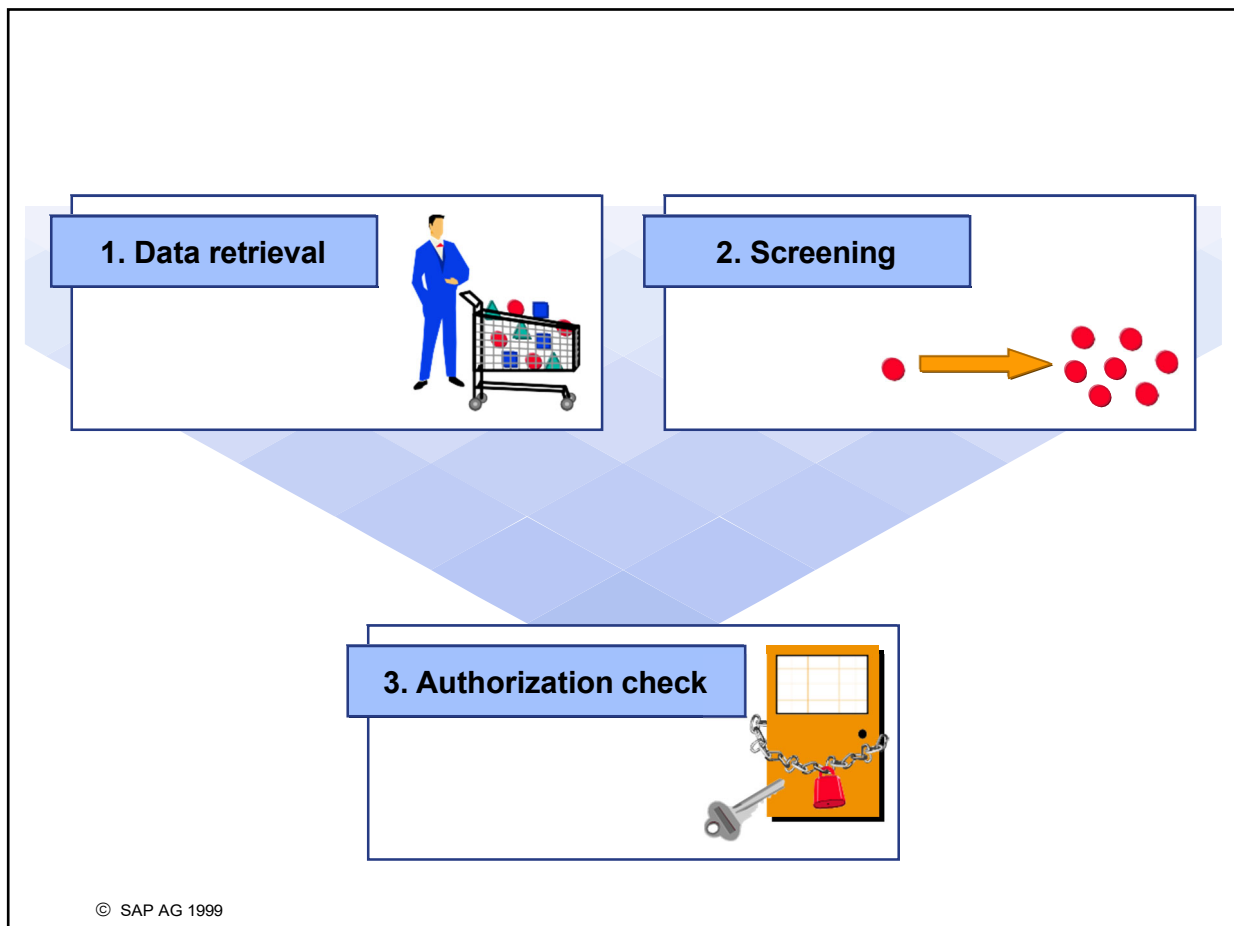 1. Data retrieval
2. Screening
3. Authorization check
© SAP AG 1999